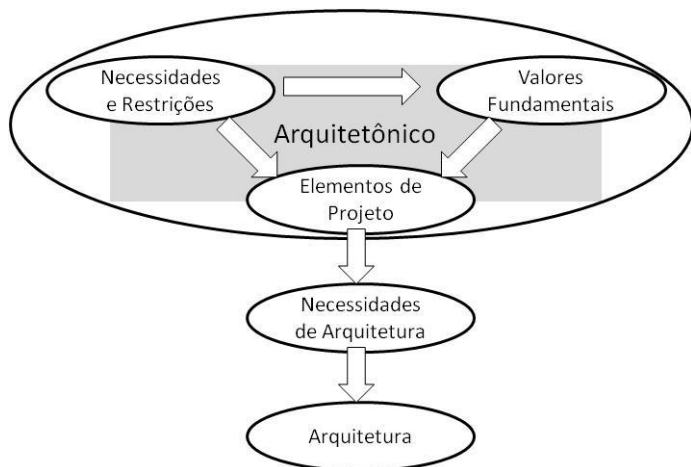 Necessidades
e Restrições
Valores
Fundamentais
Arquitetônico
Elementos de
Projeto
Necessidades
de Arquitetura
Arquitetura